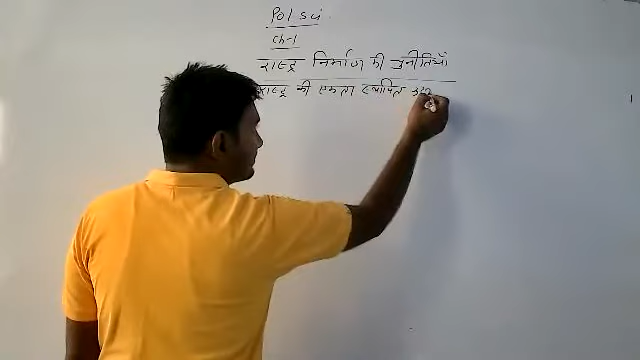 Pol sci
Ch-1
राष्ट्र निर्माण की चुनौतियाँ
राष्ट्र की एकता स्थापित